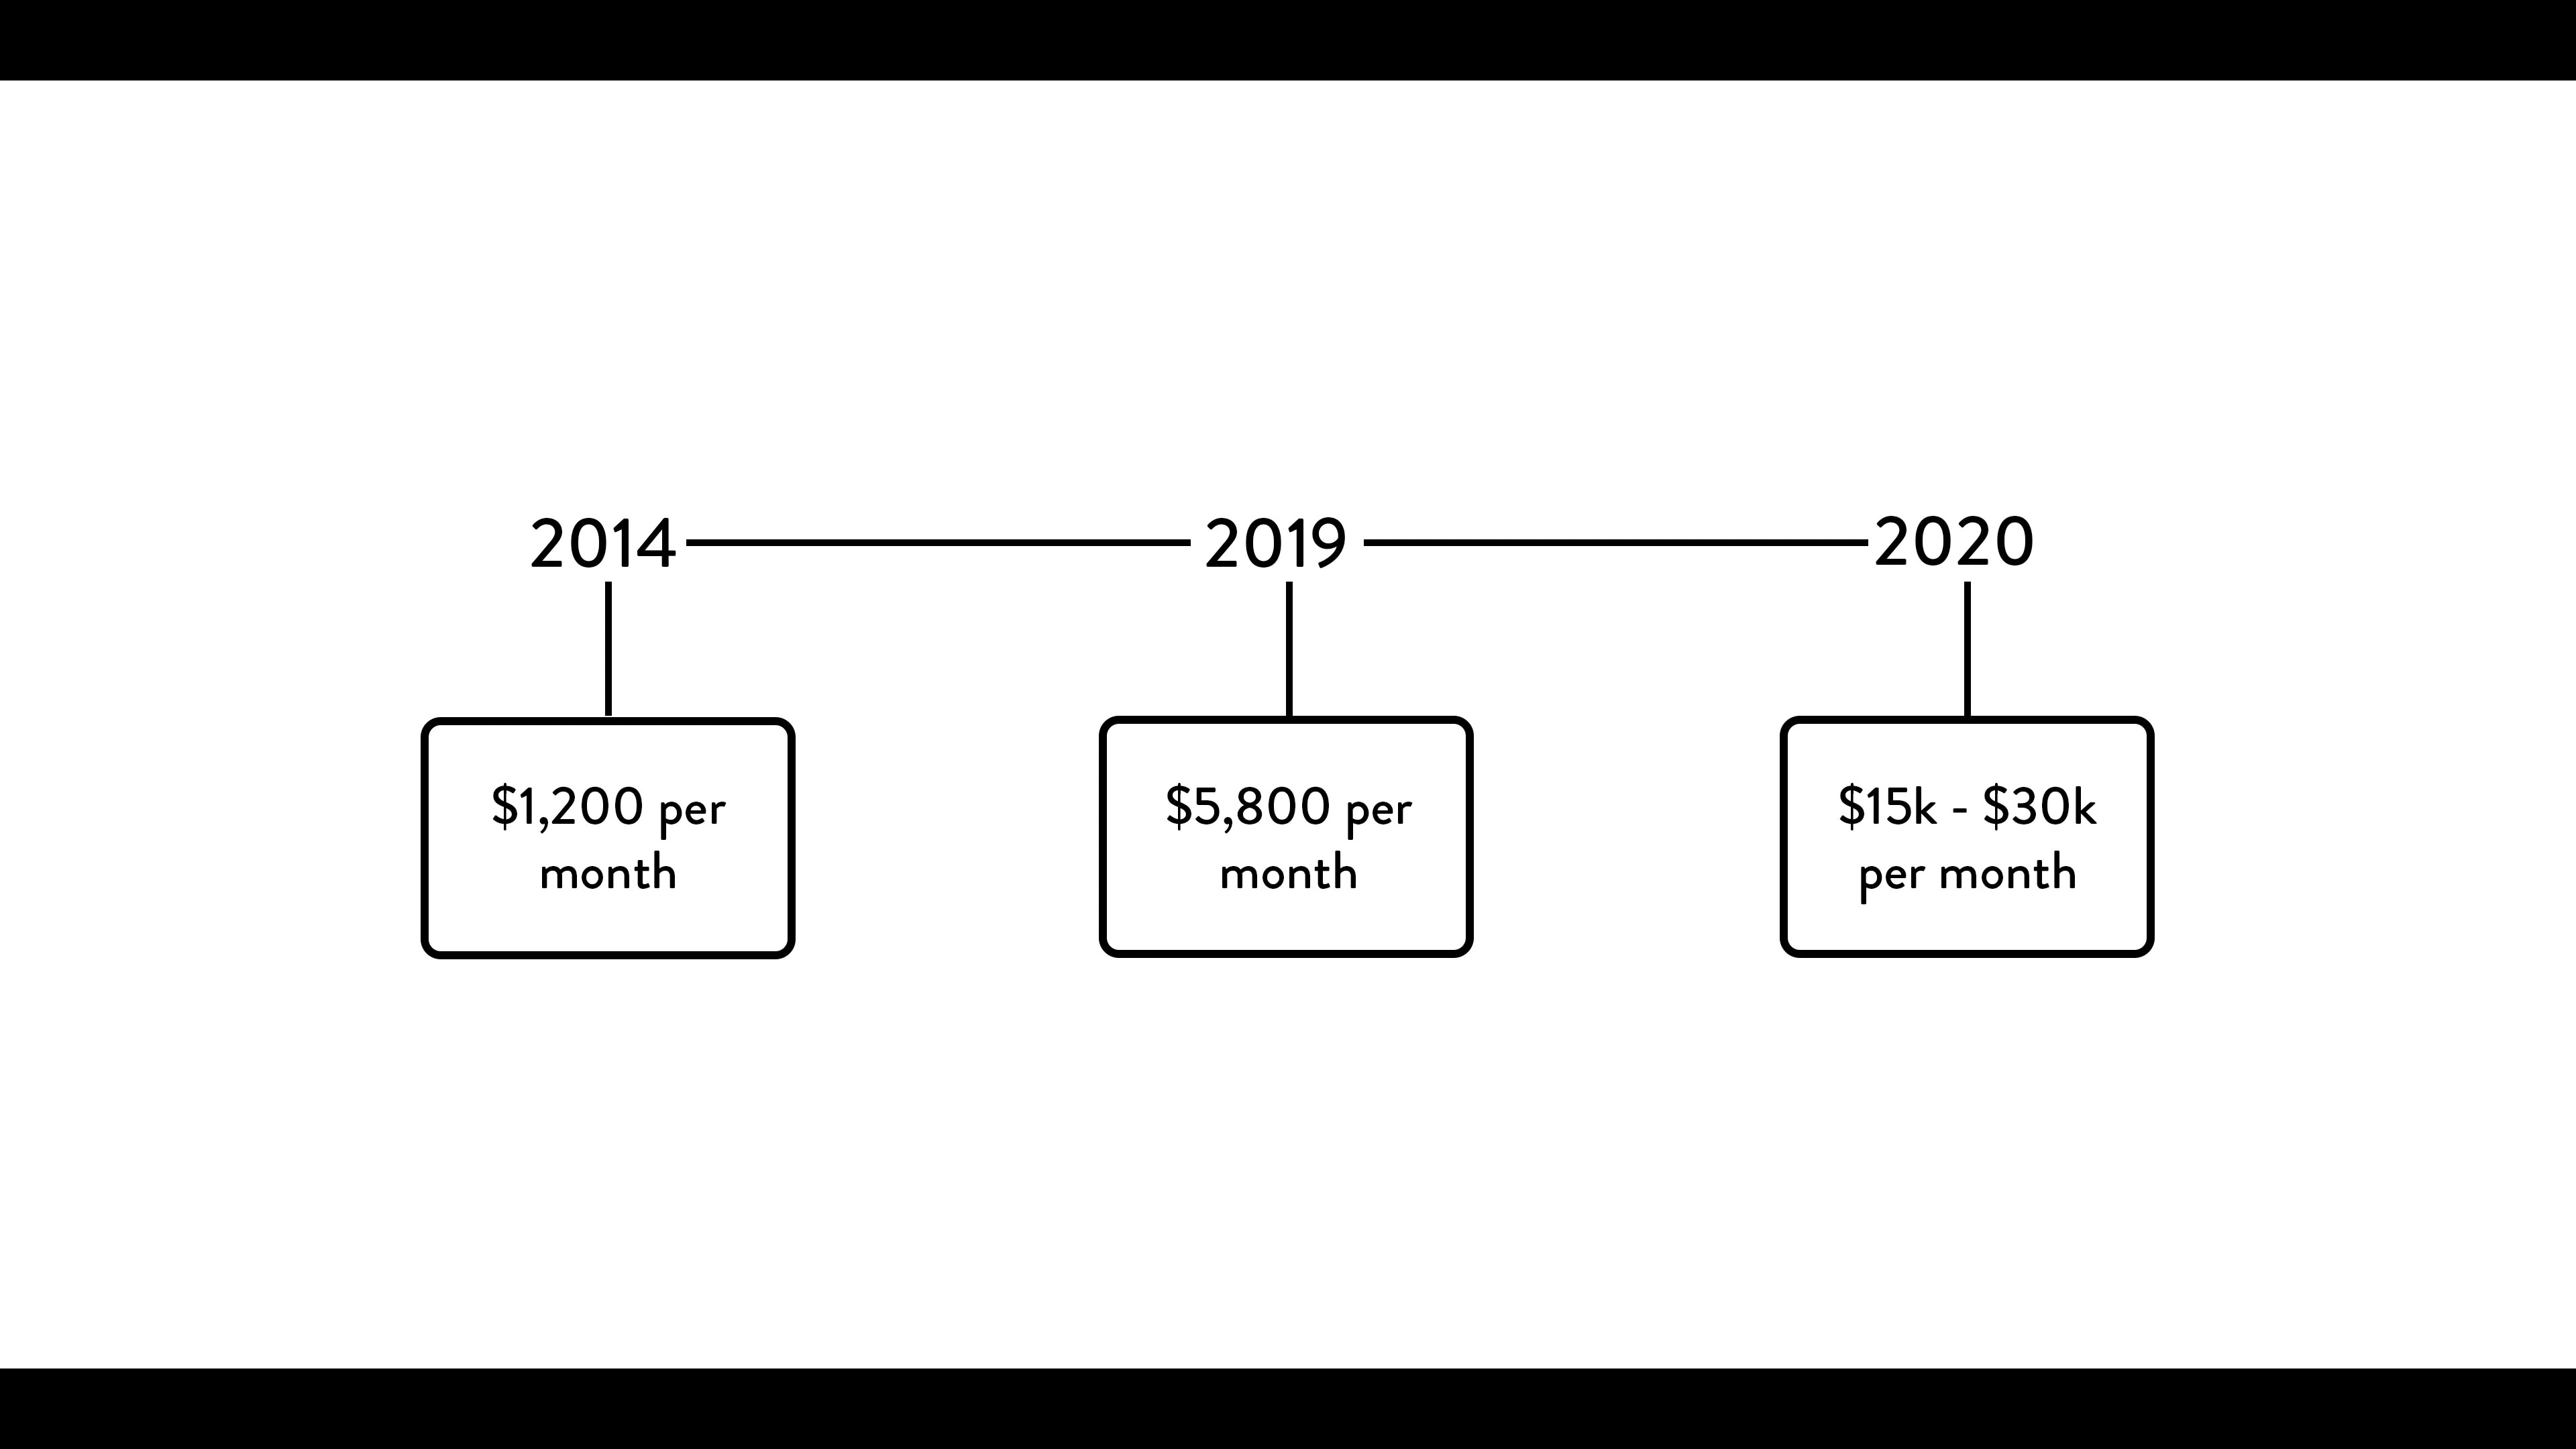 2014
2019
2020
$1,200 per
month
$5,800 per
month
$15k - $30k
per month